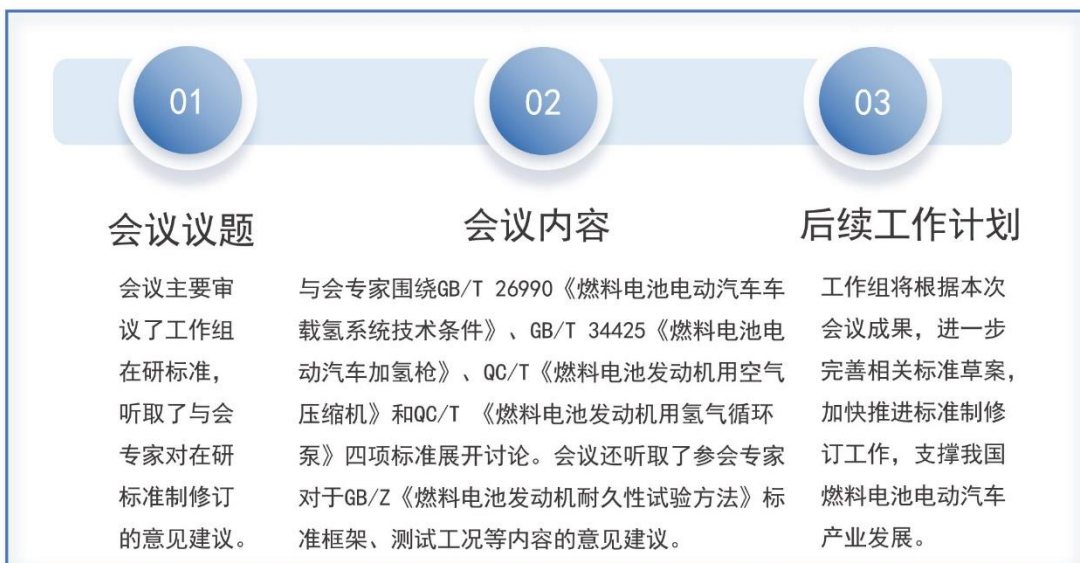 01
02
03
会议议题
会议主要审
议了工作组
在研标准，
听取了与会
专家对在研
标准制修订
的意见建议。
会议内容
与会专家围绕GB/T 26990《燃料电池电动汽车车
载氢系统技术条件》、GB/T 34425《燃料电池电
动汽车加氢枪》、QC/T《燃料电池发动机用空气
压缩机》和QC/T 《燃料电池发动机用氢气循环
泵》四项标准展开讨论。会议还听取了参会专家
对于GB/Z《燃料电池发动机耐久性试验方法》标
准框架、测试工况等内容的意见建议。
后续工作计划
工作组将根据本次
会议成果，进一步
完善相关标准草案，
加快推进标准制修
订工作，支撑我国
燃料电池电动汽车
产业发展。